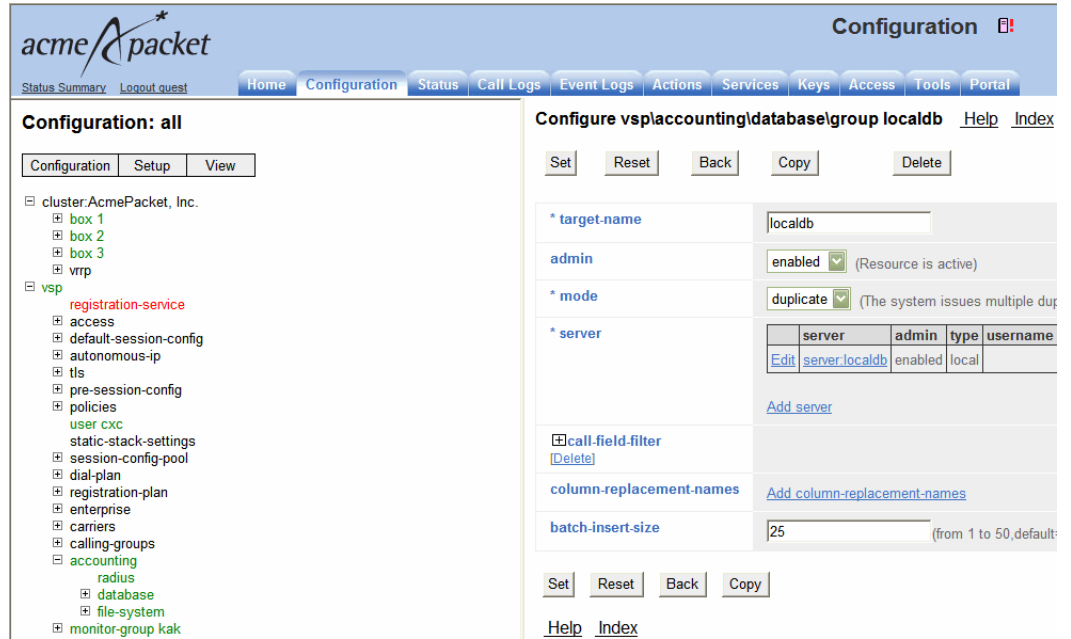 acme packet
Configuration
Status Summary Logout guest
Home Configuration Status Call Logs Event Logs Actions Services Keys Access Tools Portal
Configuration: all
Configuration Setup View
cluster:AcmePacket, Inc.
box 1
box 2
box 3
vrrp
vsp
registration-service
access
default-session-config
autonomous-ip
tls
pre-session-config
policies
user cxc
static-stack-settings
session-config-pool
dial-plan
registration-plan
enterprise
carriers
calling-groups
accounting
radius
database
file-system
monitor-group kak
Configure vsp\accounting\database\group localdb Help Index
Set Reset Back Copy Delete
* target-name localdb
admin enabled (Resource is active)
* mode duplicate (The system issues multiple dup
* server
server admin type username
Edit server:localdb enabled local
Add server
call-field-filter
[Delete]
column-replacement-names Add column-replacement-names
batch-insert-size 25 (from 1 to 50,default=
Set Reset Back Copy
Help Index